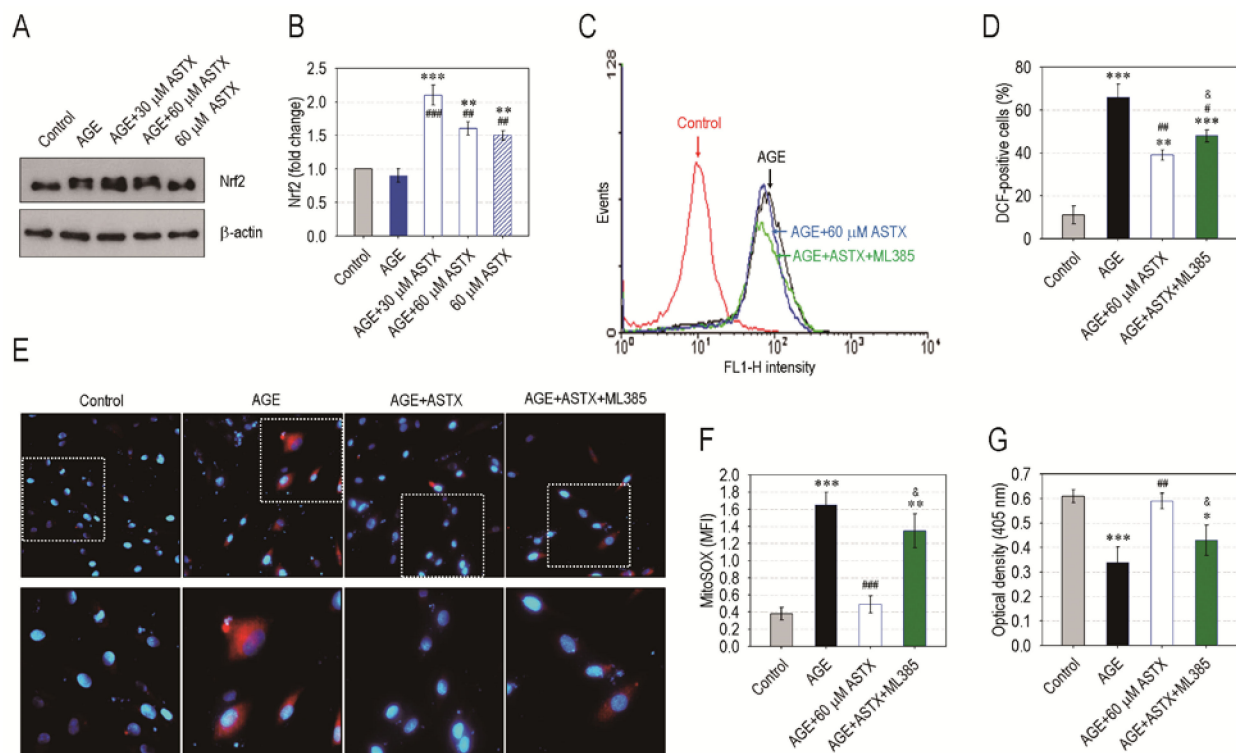 A
Control
AGE
AGE+30 μM ASTX
AGE+60 μM ASTX
60 μM ASTX
Nrf2
β-actin
B
Nrf2 (fold change)
2.5
2.0
1.5
1.0
0.5
0.0
***
###
**
##
**
##
Control
AGE
AGE+30 μM ASTX
AGE+60 μM ASTX
60 μM ASTX
C
Events
128
0
Control
AGE
AGE+60 μM ASTX
AGE+ASTX+ML385
10⁰
10¹
10²
10³
10⁴
FL1-H intensity
D
DCF-positive cells (%)
80
60
40
20
0
***
##
**
&
#
***
Control
AGE
AGE+60 μM ASTX
AGE+ASTX+ML385
E
Control
AGE
AGE+ASTX
AGE+ASTX+ML385
F
MitoSOX (MFI)
2.0
1.8
1.6
1.4
1.2
1.0
0.8
0.6
0.4
0.2
0.0
***
###
&
**
Control
AGE
AGE+60 μM ASTX
AGE+ASTX+ML385
G
Optical density (405 nm)
0.7
0.6
0.5
0.4
0.3
0.2
0.1
0.0
***
##
&
*
Control
AGE
AGE+60 μM ASTX
AGE+ASTX+ML385